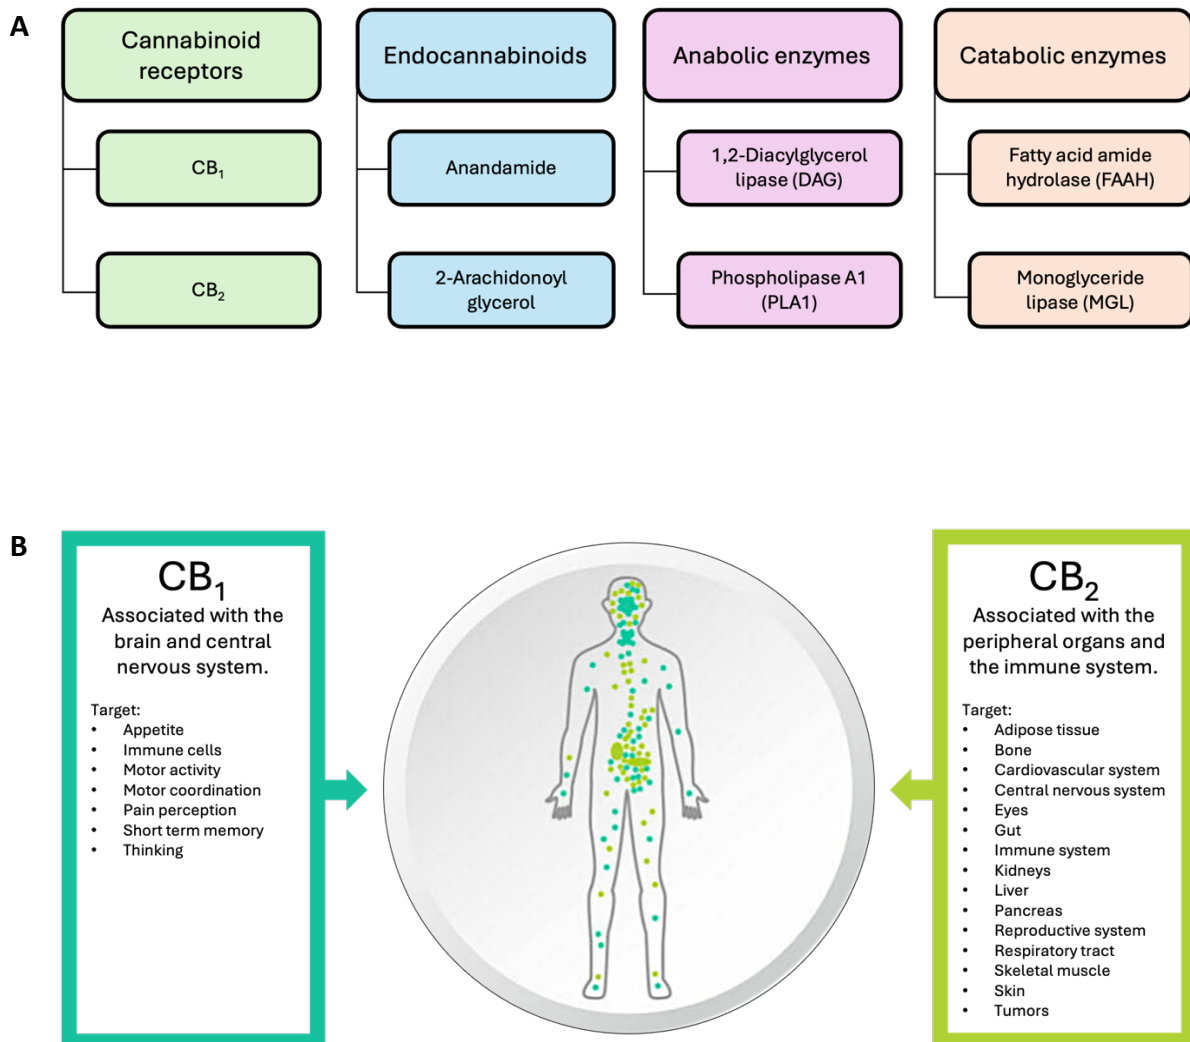 A
Cannabinoid
receptors
CB₁
CB₂
Endocannabinoids
Anandamide
2-Arachidonoyl
glycerol
Anabolic enzymes
1,2-Diacylglycerol
lipase (DAG)
Phospholipase A1
(PLA1)
Catabolic enzymes
Fatty acid amide
hydrolase (FAAH)
Monoglyceride
lipase (MGL)
B
CB₁
Associated with the
brain and central
nervous system.
Target:
• Appetite
• Immune cells
• Motor activity
• Motor coordination
• Pain perception
• Short term memory
• Thinking
CB₂
Associated with the
peripheral organs and
the immune system.
Target:
• Adipose tissue
• Bone
• Cardiovascular system
• Central nervous system
• Eyes
• Gut
• Immune system
• Kidneys
• Liver
• Pancreas
• Reproductive system
• Respiratory tract
• Skeletal muscle
• Skin
• Tumors